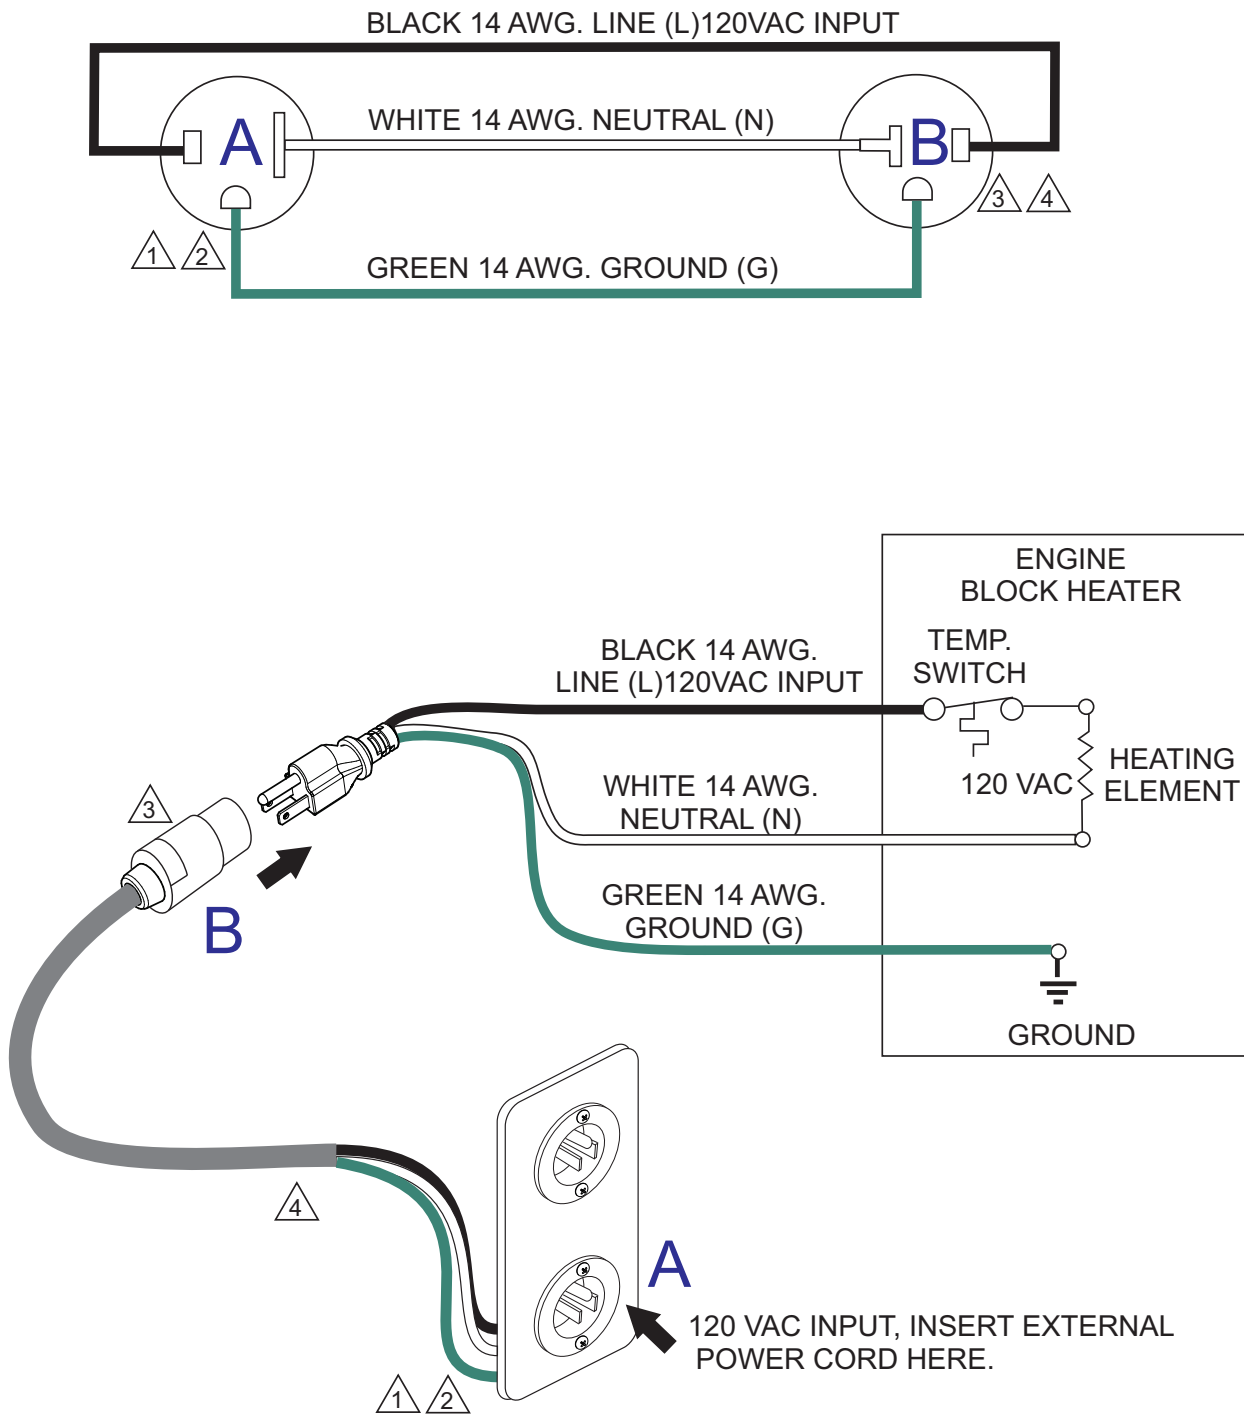 BLACK 14 AWG. LINE (L)120VAC INPUT
A
WHITE 14 AWG. NEUTRAL (N)
B
3 4
1 2
GREEN 14 AWG. GROUND (G)
ENGINE
BLOCK HEATER
BLACK 14 AWG.
LINE (L)120VAC INPUT
TEMP.
SWITCH
120 VAC
HEATING
ELEMENT
WHITE 14 AWG.
NEUTRAL (N)
3
B
GREEN 14 AWG.
GROUND (G)
GROUND
4
A
120 VAC INPUT, INSERT EXTERNAL
POWER CORD HERE.
1 2